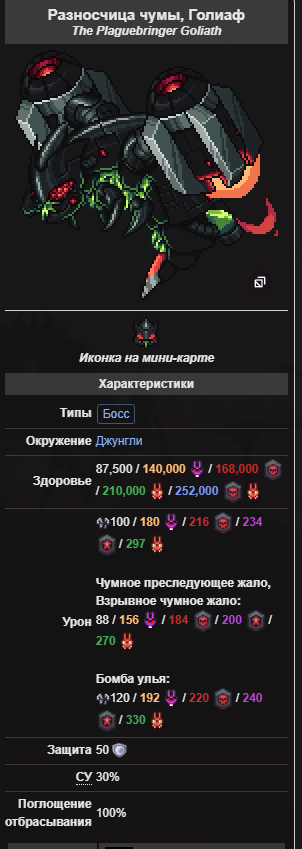 Разносчица чумы, Голиаф
The Plaguebringer Goliath
Иконка на мини-карте
Характеристики
Типы Босс
Окружение Джунгли
Здоровье 87,500 / 140,000 / 168,000
/ 210,000 / 252,000
Урон 100 / 180 / 216 / 234
/ 297
Чумное преследующее жало,
Взрывное чумное жало:
88 / 156 / 184 / 200 /
270
Бомба улья:
120 / 192 / 220 / 240
/ 330
Защита 50
СУ 30%
Поглощение
отбрасывания 100%